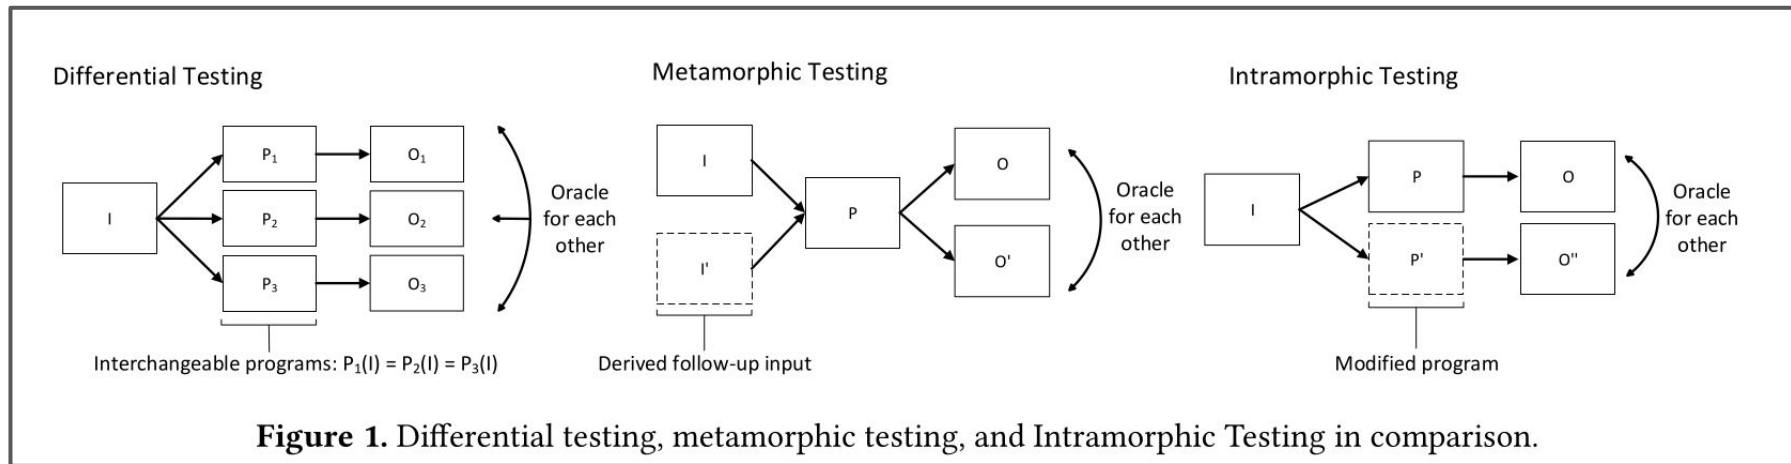 Differential Testing
I
P₁
O₁
P₂
O₂
P₃
O₃
Oracle
for each
other
Interchangeable programs: P₁(I) = P₂(I) = P₃(I)
Metamorphic Testing
I
I'
P
O
O'
Oracle
for each
other
Derived follow-up input
Intramorphic Testing
I
P
O
P'
O''
Oracle
for each
other
Modified program
Figure 1. Differential testing, metamorphic testing, and Intramorphic Testing in comparison.